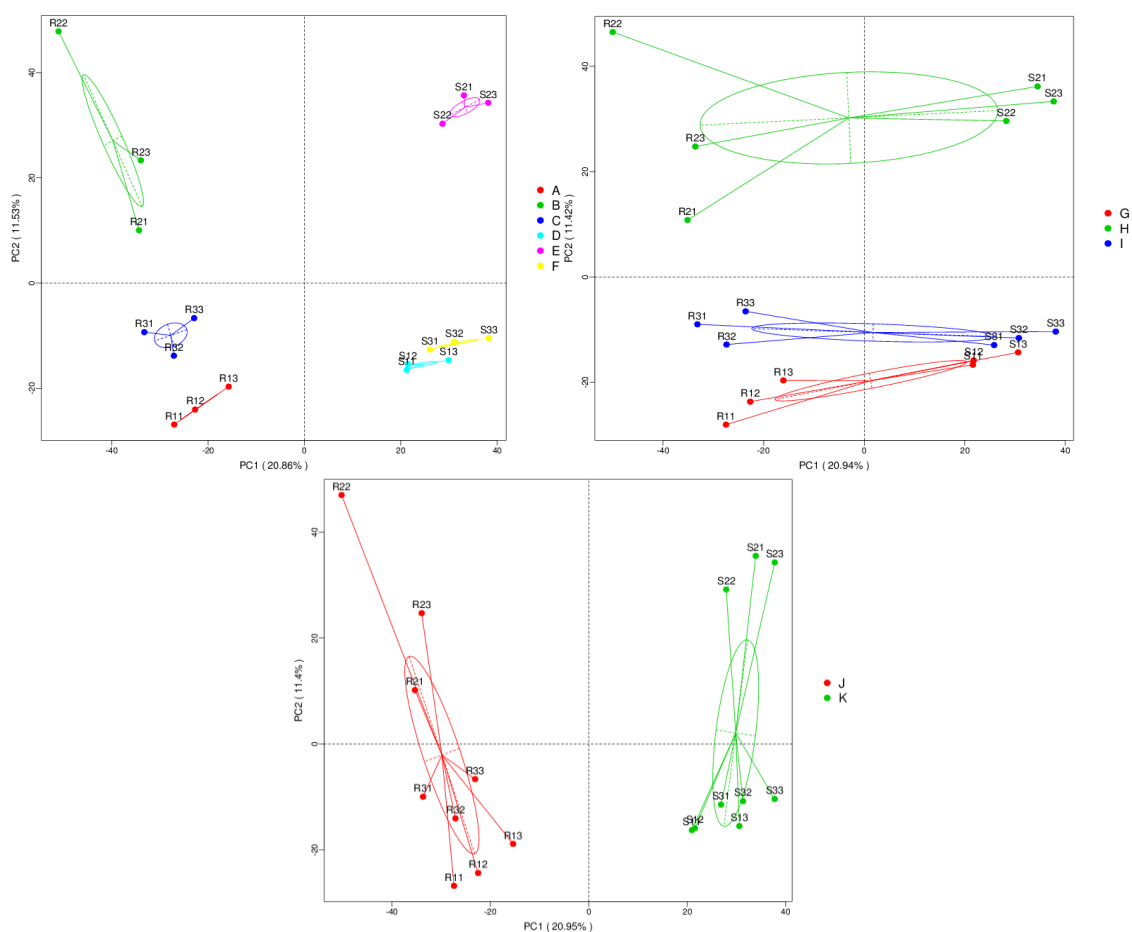 R22
40
S21
S23
S22
R23
20
R21
0
R31
R33
R32
S31
S32
S33
S12
S11
S13
-20
R13
R12
R11
PC2 ( 11.53% )
-40
-20
0
20
40
PC1 ( 20.86% )
A
B
C
D
E
F
R22
40
S21
S23
S22
R23
20
R21
0
R33
R31
R32
S33
S32
S31
S13
S12
S11
-20
R13
R12
R11
PC2 ( 11.42% )
-40
-20
0
20
40
PC1 ( 20.94% )
G
H
I
R22
40
S21
S23
S22
R23
20
R21
0
R33
R31
R32
R13
S31
S32
S33
S11
S12
S13
-20
R12
R11
PC2 ( 11.4% )
-40
-20
0
20
40
PC1 ( 20.95% )
J
K